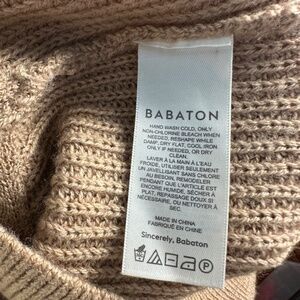 BABATON
HAND WASH COLD, ONLY
NON-CHLORINE BLEACH WHEN
NEEDED, RESHAPE WHILE
DAMP, DRY FLAT, COOL IRON
ONLY IF NEEDED, OR DRY
CLEAN.
LAVER À LA MAIN À L'EAU
FROIDE, UTILISER SEULEMENT
UN JAVELLISANT SANS CHLORE
AU BESOIN, REMODELER
PENDANT QUE L'ARTICLE EST
ENCORE HUMIDE, SÉCHER À
PLAT, REPASSAGE DOUX SI
NÉCESSAIRE, OU NETTOYER À
SEC.
MADE IN CHINA
FABRIQUÉ EN CHINE
Sincerely, Babaton
P